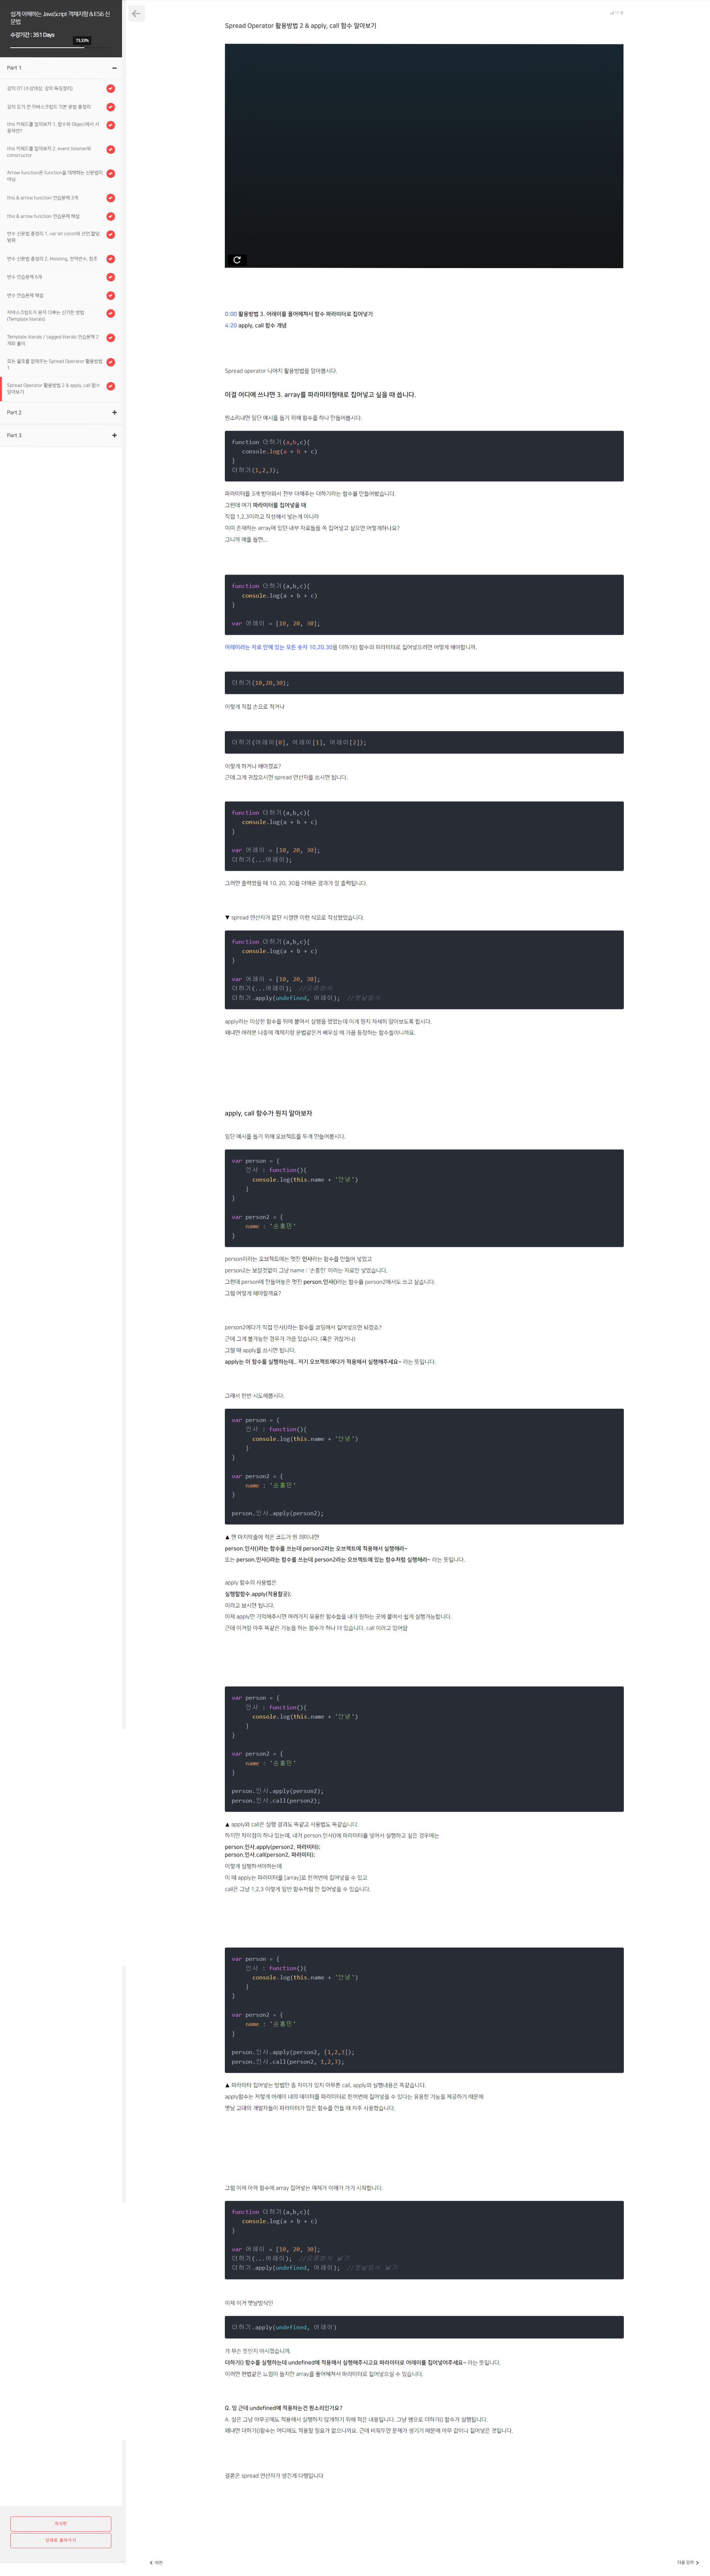 쉽게 이해하는 JavaScript 객체지향 & ES6 신
문법
수강기간 : 351 Days
73.33%
Part 1
강의 OT (수강대상, 강의 특징정리)
강의 듣기 전 자바스크립트 기본 문법 총정리
this 키워드를 알아보자 1. 함수와 Object에서 사
용하면?
this 키워드를 알아보자 2. event listener와
constructor
Arrow function은 function을 대체하는 신문법이
아님
this & arrow function 연습문제 3개
this & arrow function 연습문제 해설
변수 신문법 총정리 1. var let const와 선언,할당,
범위
변수 신문법 총정리 2. Hoisting, 전역변수, 참조
변수 연습문제 6개
변수 연습문제 해설
자바스크립트가 문자 다루는 신기한 방법
(Template literals)
Template literals / tagged literals 연습문제 2
개와 풀이
모든 괄호를 없애주는 Spread Operator 활용방법
1
Spread Operator 활용방법 2 & apply, call 함수
알아보기
Part 2
Part 3
게시판
상품로 돌아가기
Spread Operator 활용방법 2 & apply, call 함수 알아보기
0:00 활용방법 3. 어레이를 풀어헤쳐서 함수 파라미터로 집어넣기
4:20 apply, call 함수 개념
Spread operator 나머지 활용방법을 알아봅시다.
이걸 어디에 쓰냐면 3. array를 파라미터형태로 집어넣고 싶을 때 씁니다.
뭔소리냐면 일단 예시를 들기 위해 함수를 하나 만들어봅시다.
function 더하기(a,b,c){
console.log(a + b + c)
}
더하기(1,2,3);
파라미터를 3개 받아와서 전부 더해주는 더하기라는 함수를 만들어봤습니다.
그런데 여기 파라미터를 집어넣을 때
직접 1,2,3이라고 작성해서 넣는게 아니라
이미 존재하는 array에 있던 내부 자료들을 쏙 집어넣고 싶으면 어떻게하나요?
그니까 예를 들면...
function 더하기(a,b,c){
console.log(a + b + c)
}
var 어레이 = [10, 20, 30];
어레이라는 자료 안에 있는 모든 숫자 10,20,30을 더하기() 함수의 파라미터로 집어넣으려면 어떻게 해야합니까.
더하기(10,20,30);
이렇게 직접 손으로 적거나
더하기(어레이[0], 어레이[1], 어레이[2]);
이렇게 하거나 해야겠죠?
근데 그게 귀찮으시면 spread 연산자를 쓰시면 됩니다.
function 더하기(a,b,c){
console.log(a + b + c)
}
var 어레이 = [10, 20, 30];
더하기(...어레이);
그러면 출력했을 때 10, 20, 30을 더해준 결과가 잘 출력됩니다.
▼ spread 연산자가 없던 시절엔 이런 식으로 작성했었습니다.
function 더하기(a,b,c){
console.log(a + b + c)
}
var 어레이 = [10, 20, 30];
더하기(...어레이); //요즘방식
더하기.apply(undefined, 어레이); //옛날방식
apply라는 이상한 함수를 뒤에 붙여서 실행을 했었는데 이게 뭔지 자세히 알아보도록 합시다.
왜냐면 여러분 나중에 객체지향 문법같은거 배우실 때 가끔 등장하는 함수들이니까요.
apply, call 함수가 뭔지 알아보자
일단 예시를 들기 위해 오브젝트를 두개 만들어봅시다.
var person = {
인사 : function(){
console.log(this.name + '안녕')
}
}
var person2 = {
name : '손흥민'
}
person이라는 오브젝트에는 멋진 인사라는 함수를 만들어 넣었고
person2는 보잘것없이 그냥 name : '손흥민' 이라는 자료만 넣었습니다.
그런데 person에 만들어놓은 멋진 person.인사()라는 함수를 person2에서도 쓰고 싶습니다.
그럼 어떻게 해야할까요?
person2에다가 직접 인사()라는 함수를 코딩해서 집어넣으면 되겠죠?
근데 그게 불가능한 경우가 가끔 있습니다. (혹은 귀찮거나)
그럴 때 apply를 쓰시면 됩니다.
apply는 이 함수를 실행하는데.. 저기 오브젝트에다가 적용해서 실행해주세요~ 라는 뜻입니다.
그래서 한번 시도해봅시다.
var person = {
인사 : function(){
console.log(this.name + '안녕')
}
}
var person2 = {
name : '손흥민'
}
person.인사.apply(person2);
▲ 맨 마지막줄에 적은 코드가 뭔 의미냐면
person.인사()라는 함수를 쓰는데 person2라는 오브젝트에 적용해서 실행해라~
또는 person.인사()라는 함수를 쓰는데 person2라는 오브젝트에 있는 함수처럼 실행해라~ 라는 뜻입니다.
apply 함수의 사용법은
실행할함수.apply(적용할곳);
이라고 보시면 됩니다.
이제 apply만 기억해주시면 여러가지 유용한 함수들을 내가 원하는 곳에 붙여서 쉽게 실행가능합니다.
근데 이거랑 아주 똑같은 기능을 하는 함수가 하나 더 있습니다. call 이라고 있어얌
var person = {
인사 : function(){
console.log(this.name + '안녕')
}
}
var person2 = {
name : '손흥민'
}
person.인사.apply(person2);
person.인사.call(person2);
▲ apply와 call은 실행 결과도 똑같고 사용법도 똑같습니다.
하지만 차이점이 하나 있는데, 내가 person.인사()에 파라미터를 넣어서 실행하고 싶은 경우에는
person.인사.apply(person2, 파라미터);
person.인사.call(person2, 파라미터);
이렇게 실행하셔야하는데
이 때 apply는 파라미터를 [array]로 한꺼번에 집어넣을 수 있고
call은 그냥 1,2,3 이렇게 일반 함수처럼 만 집어넣을 수 있습니다.
var person = {
인사 : function(){
console.log(this.name + '안녕')
}
}
var person2 = {
name : '손흥민'
}
person.인사.apply(person2, [1,2,3]);
person.인사.call(person2, 1,2,3);
▲ 파라미터 집어넣는 방법만 좀 차이가 있지 아무튼 call, apply의 실행내용은 똑같습니다.
apply함수는 저렇게 어레이 내의 데이터를 파라미터로 한꺼번에 집어넣을 수 있다는 유용한 기능을 제공하기 때문에
옛날 고대의 개발자들이 파라미터가 많은 함수를 만들 때 자주 사용했습니다.
그럼 이제 아까 함수에 array 집어넣는 예제가 이해가 가기 시작합니다.
function 더하기(a,b,c){
console.log(a + b + c)
}
var 어레이 = [10, 20, 30];
더하기(...어레이); //요즘방식 넣기
더하기.apply(undefined, 어레이); //옛날방식 넣기
이제 이거 옛날방식인
더하기.apply(undefined, 어레이)
가 무슨 뜻인지 아시겠습니까.
더하기() 함수를 실행하는데 undefined에 적용해서 실행해주시고요 파라미터로 어레이를 집어넣어주세요~ 라는 뜻입니다.
이러면 편법같은 느낌이 들지만 array를 풀어헤쳐서 파라미터로 집어넣으실 수 있습니다.
Q. 잉 근데 undefined에 적용하는건 뭔소리인가요?
A. 실은 그냥 아무곳에도 적용해서 실행하지 않게하기 위해 적은 내용입니다. 그냥 쌩으로 더하기() 함수가 실행됩니다.
왜냐면 더하기()함수는 어디에도 적용할 필요가 없으니까요. 근데 비워두면 문제가 생기기 때문에 아무 값이나 집어넣은 것입니다.
결론은 spread 연산자가 생긴게 다행입니다
이전
다음 강의